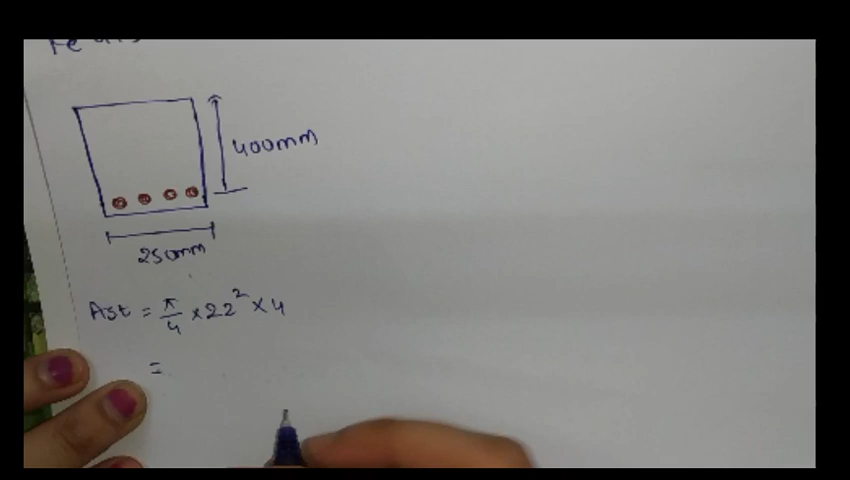 400mm
250mm
Ast = π/4 × 22² × 4
=